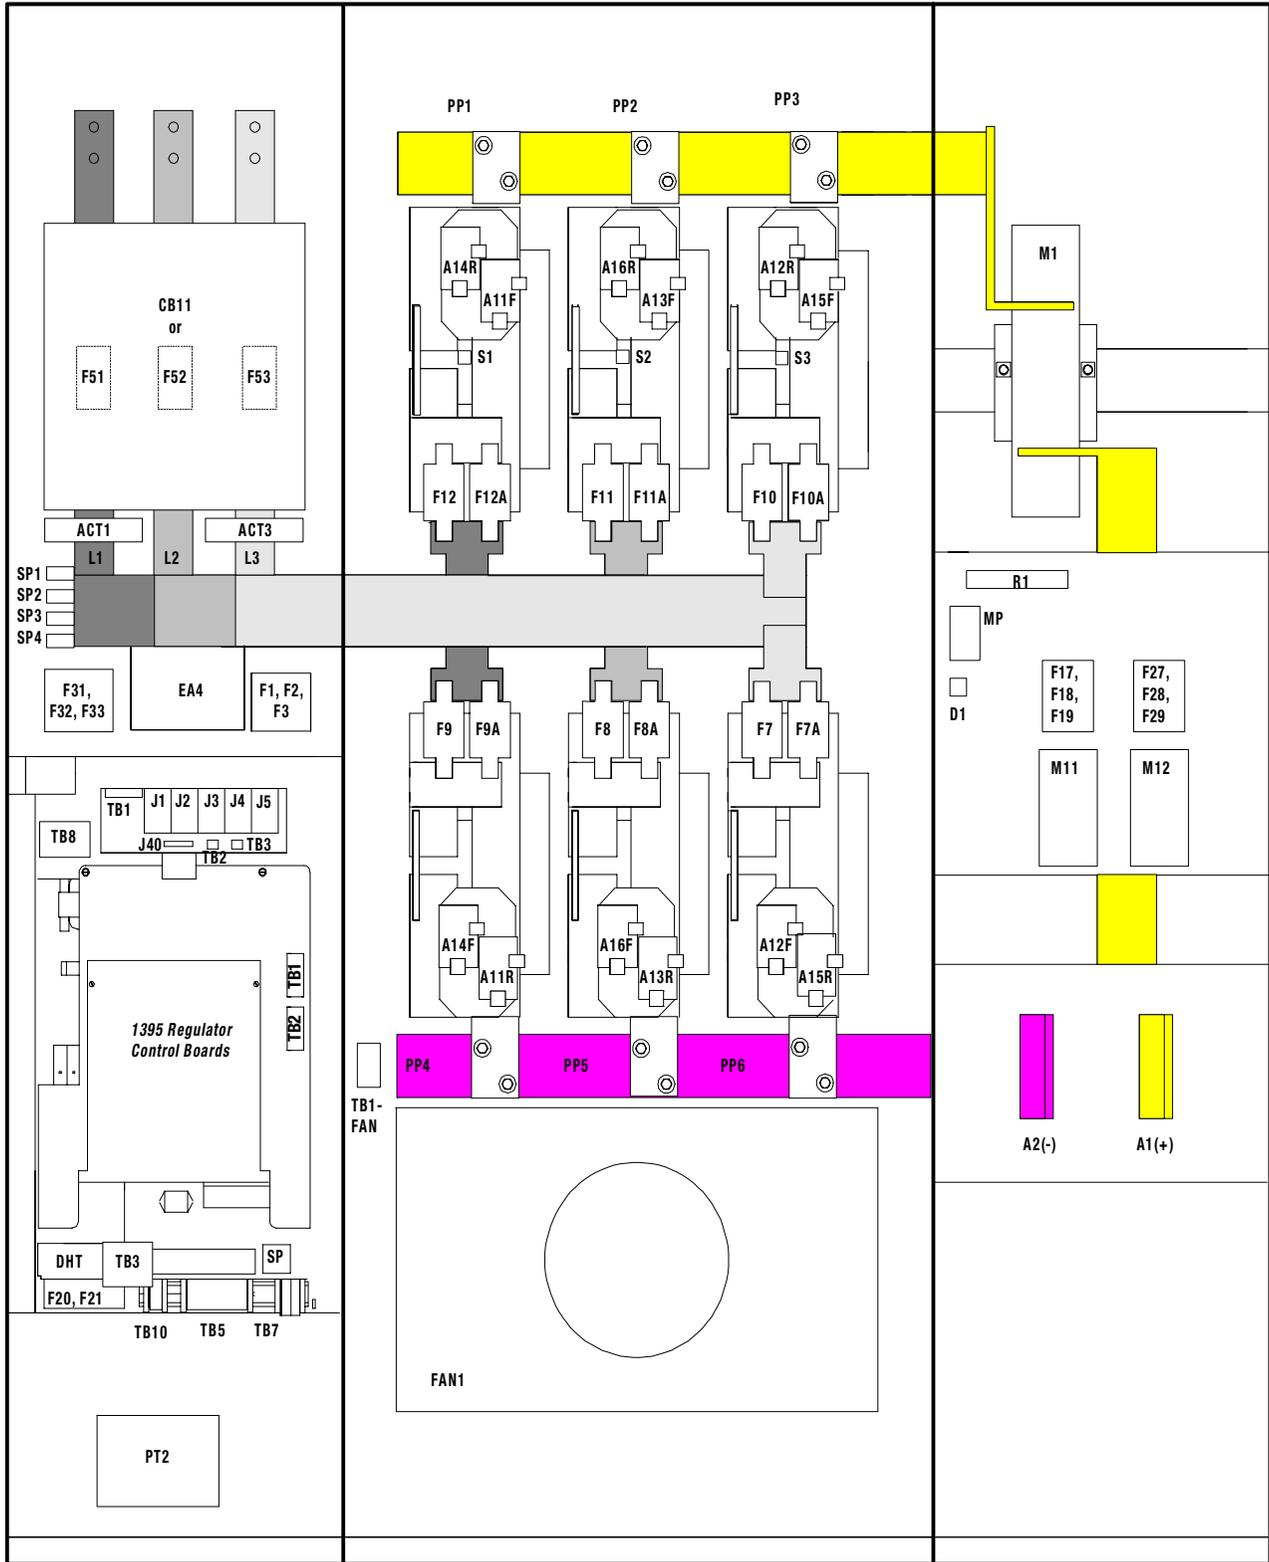 PP1
PP2
PP3
CB11
or
F51
F52
F53
ACT1
ACT3
L1
L2
L3
SP1
SP2
SP3
SP4
F31,
F32, F33
EA4
F1, F2,
F3
TB1
J1
J2
J3
J4
J5
TB8
J40
TB2
TB3
TB1
TB2
1395 Regulator
Control Boards
DHT
TB3
SP
F20, F21
TB10
TB5
TB7
PT2
A14R
A11F
A16R
A13F
A12R
A15F
S1
S2
S3
F12
F12A
F11
F11A
F10
F10A
F9
F9A
F8
F8A
F7
F7A
A14F
A11R
A16F
A13R
A12F
A15R
PP4
PP5
PP6
TB1-
FAN
FAN1
M1
R1
MP
D1
F17,
F18,
F19
F27,
F28,
F29
M11
M12
A2(-)
A1(+)